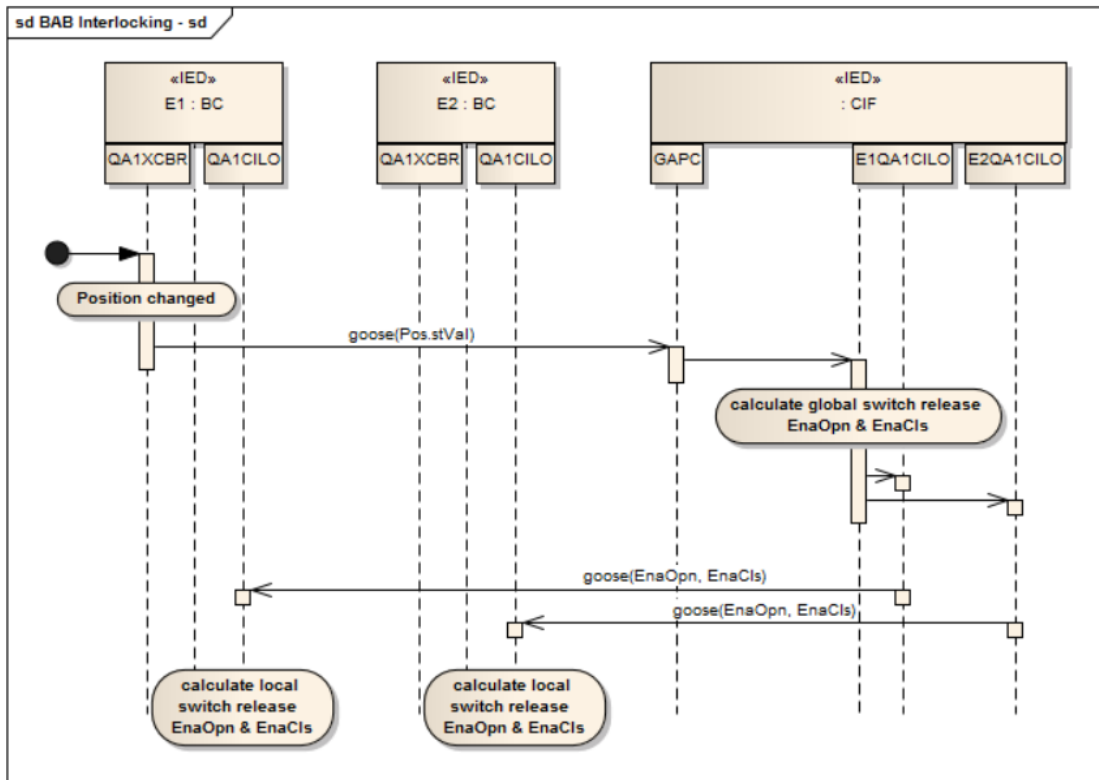 sd BAB Interlocking - sd
«IED»
E1 : BC
«IED»
E2 : BC
«IED»
: CIF
QA1XCBR
QA1CILO
QA1XCBR
QA1CILO
GAPC
E1QA1CILO
E2QA1CILO
Position changed
goose(Pos.stVal)
calculate global switch release
EnaOpn & EnaCls
goose(EnaOpn, EnaCls)
goose(EnaOpn, EnaCls)
calculate local
switch release
EnaOpn & EnaCls
calculate local
switch release
EnaOpn & EnaCls